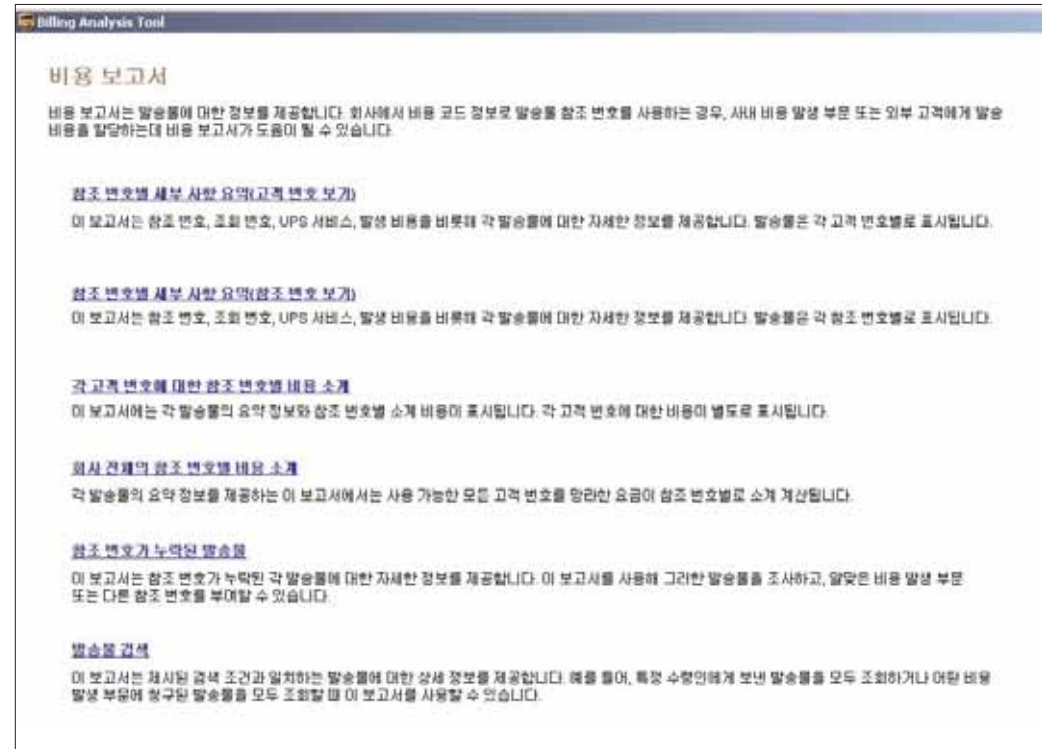 Billing Analysis Tool
비용 보고서
비용 보고서는 발송물에 대한 정보를 제공합니다. 회사에서 비용 코드 정보로 발송물 참조 번호를 사용하는 경우, 사내 비용 발생 부문 또는 외부 고객에게 발송
비용을 할당하는데 비용 보고서가 도움이 될 수 있습니다.
참조 번호별 세부 사항 요약(고객 번호 보기)
이 보고서는 참조 번호, 조회 번호, UPS 서비스, 발생 비용을 비롯해 각 발송물에 대한 자세한 정보를 제공합니다. 발송물은 각 고객 번호별로 표시됩니다.
참조 번호별 세부 사항 요약(참조 번호 보기)
이 보고서는 참조 번호, 조회 번호, UPS 서비스, 발생 비용을 비롯해 각 발송물에 대한 자세한 정보를 제공합니다. 발송물은 각 참조 번호별로 표시됩니다.
각 고객 번호에 대한 참조 번호별 비용 소계
이 보고서에는 각 발송물의 요약 정보와 참조 번호별 소계 비용이 표시됩니다. 각 고객 번호에 대한 비용이 별도로 표시됩니다.
회사 전체의 참조 번호별 비용 소계
각 발송물의 요약 정보를 제공하는 이 보고서에서는 사용 가능한 모든 고객 번호를 망라한 요금이 참조 번호별로 소계 계산됩니다.
참조 번호가 누락된 발송물
이 보고서는 참조 번호가 누락된 각 발송물에 대한 자세한 정보를 제공합니다. 이 보고서를 사용해 그러한 발송물을 조사하고, 알맞은 비용 발생 부문
또는 다른 참조 번호를 부여할 수 있습니다.
발송물 검색
이 보고서는 제시된 검색 조건과 일치하는 발송물에 대한 상세 정보를 제공합니다. 예를 들어, 특정 수령인에게 보낸 발송물을 모두 조회하거나 어떤 비용
발생 부문에 청구된 발송물을 모두 조회할 때 이 보고서를 사용할 수 있습니다.